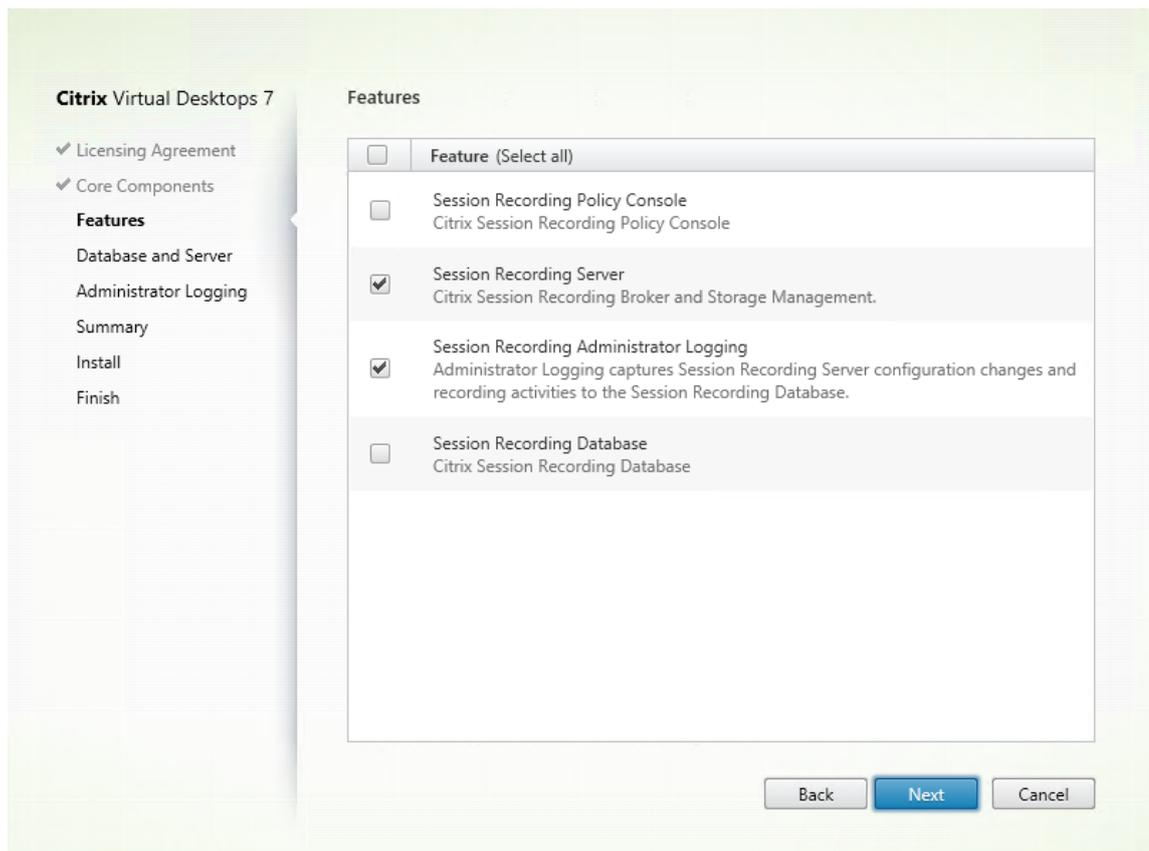 Citrix Virtual Desktops 7
Licensing Agreement
Core Components
Features
Database and Server
Administrator Logging
Summary
Install
Finish
Features
Feature (Select all)
Session Recording Policy Console
Citrix Session Recording Policy Console
Session Recording Server
Citrix Session Recording Broker and Storage Management.
Session Recording Administrator Logging
Administrator Logging captures Session Recording Server configuration changes and
recording activities to the Session Recording Database.
Session Recording Database
Citrix Session Recording Database
Back
Next
Cancel